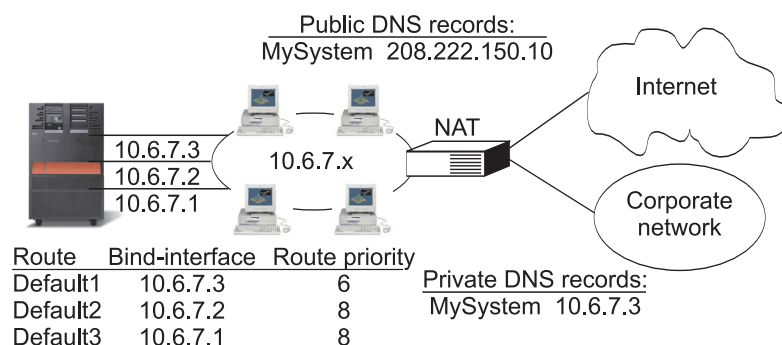 Public DNS records:
MySystem 208.222.150.10
Internet
NAT
10.6.7.3
10.6.7.2
10.6.7.1
10.6.7.x
Corporate
network
Route Bind-interface Route priority
Default1 10.6.7.3 6
Default2 10.6.7.2 8
Default3 10.6.7.1 8
Private DNS records:
MySystem 10.6.7.3